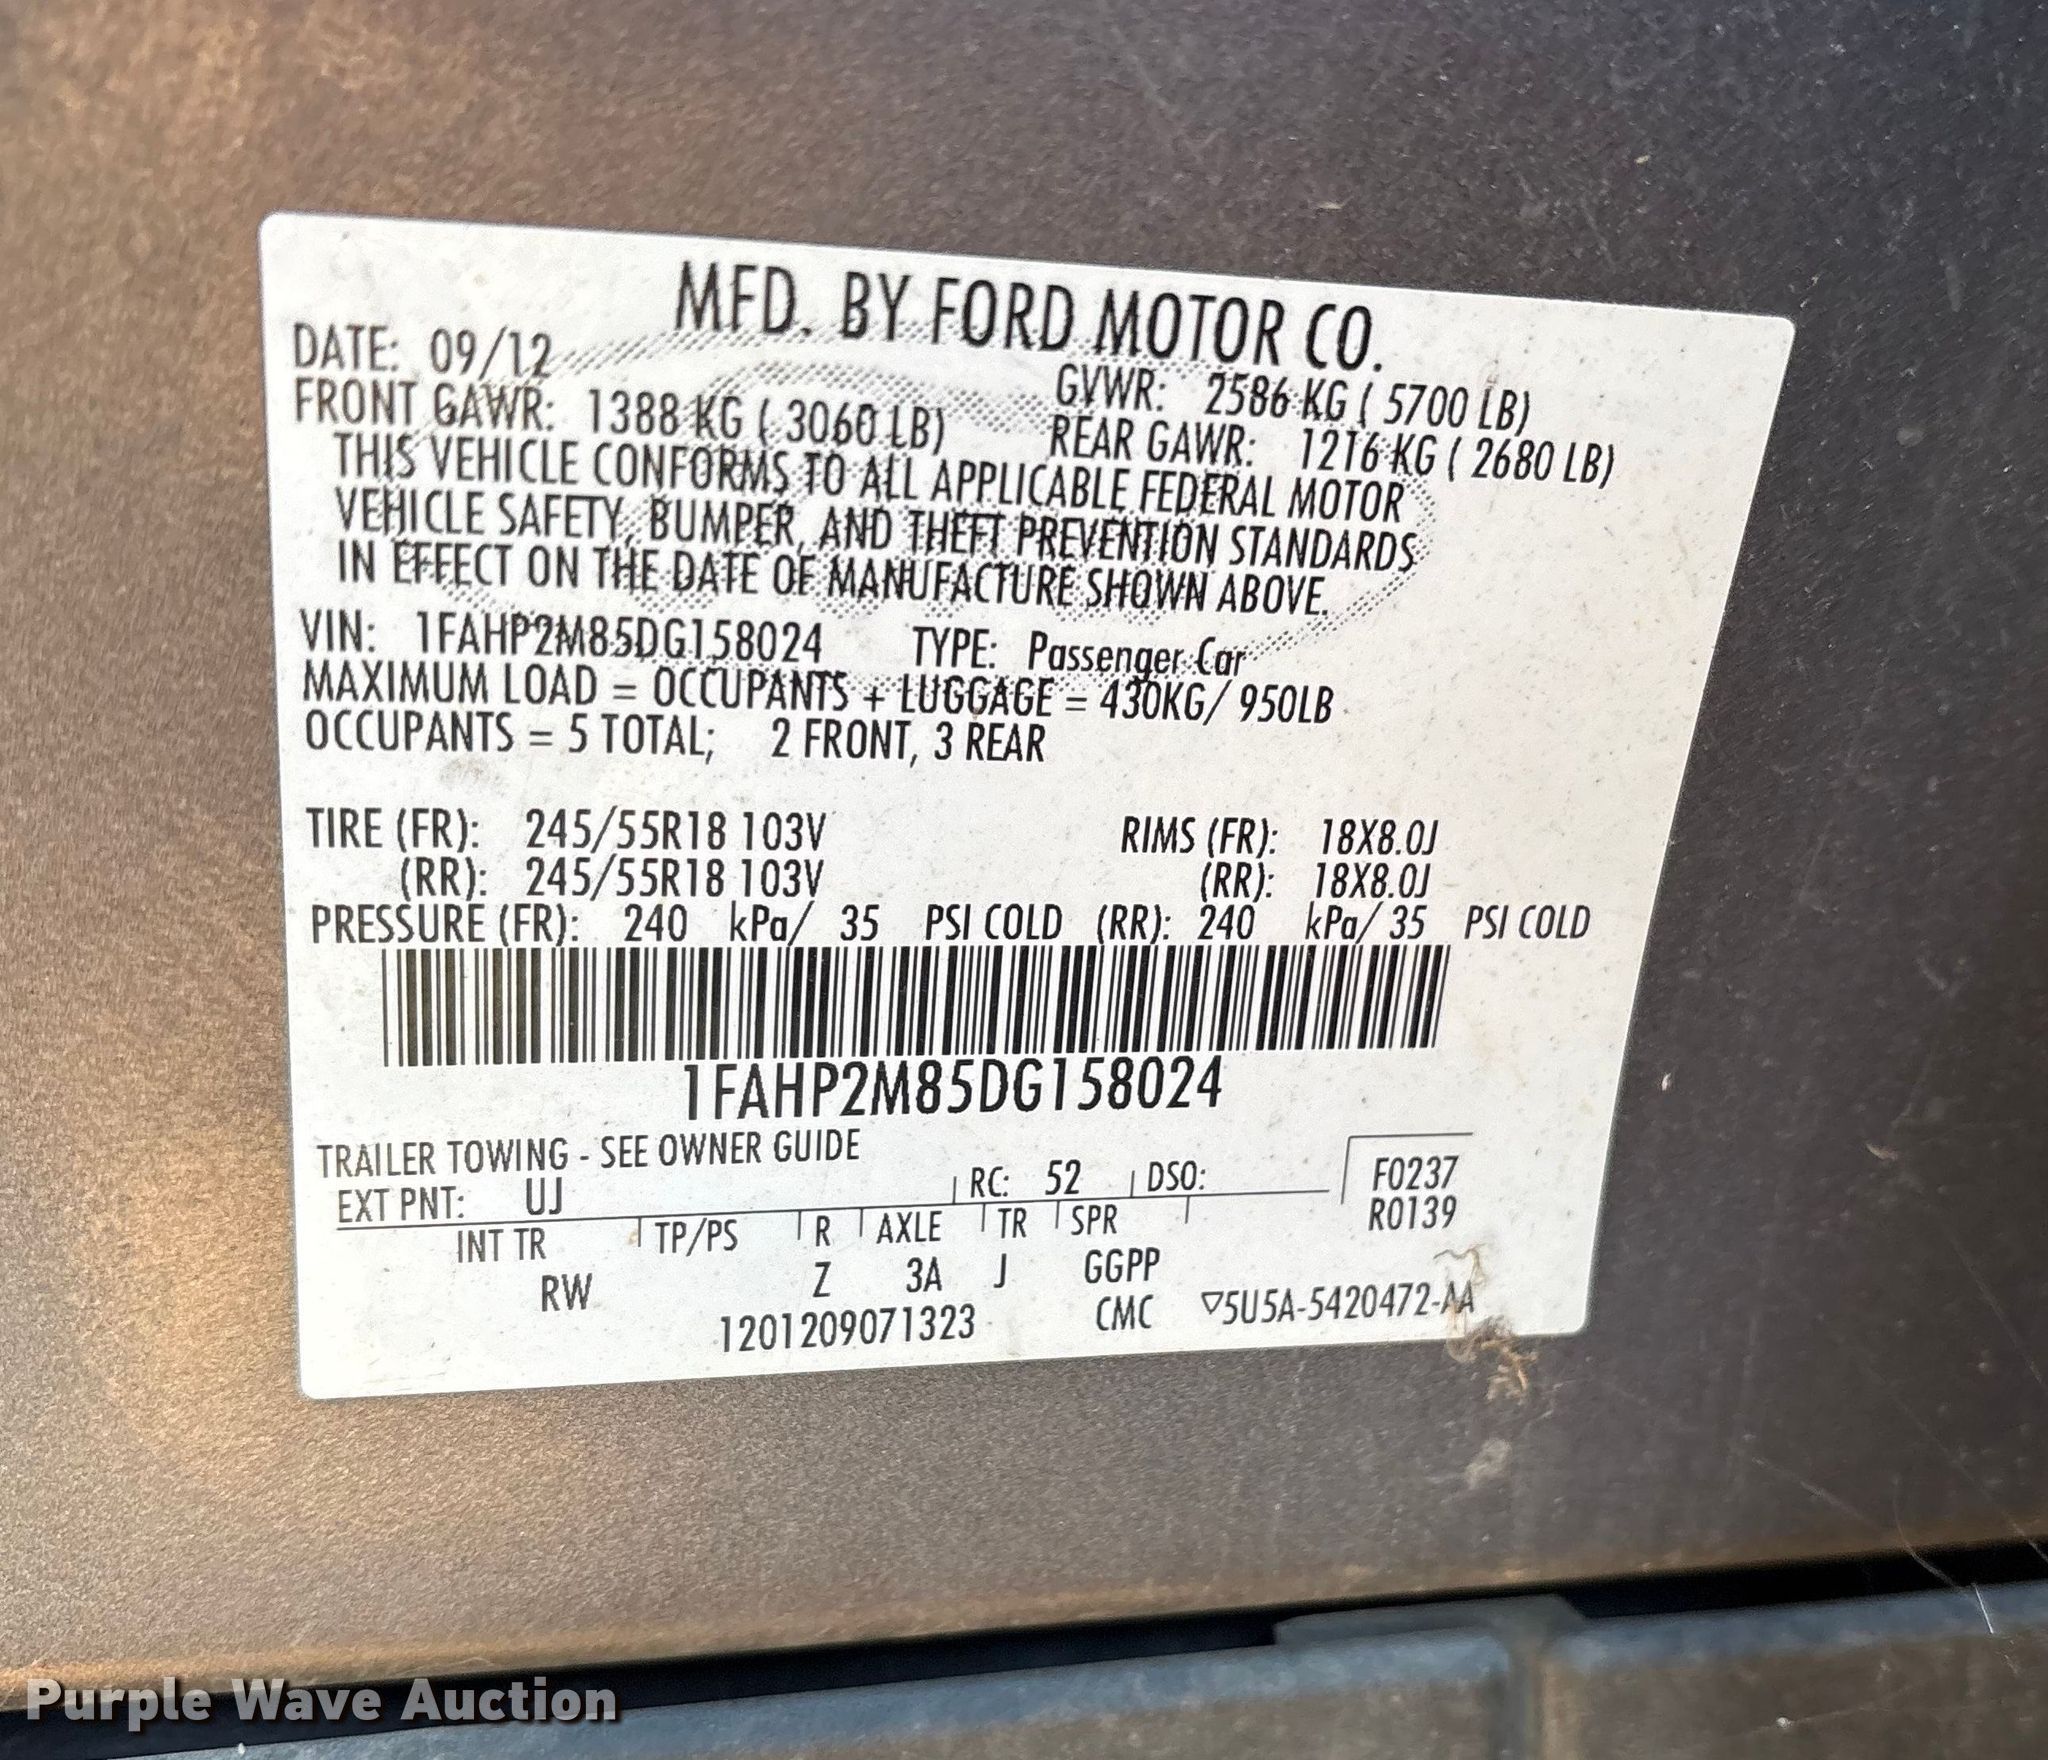 MFD. BY FORD MOTOR CO.
DATE: 09/12 GVWR: 2586 KG ( 5700 LB)
FRONT GAWR: 1388 KG ( 3060 LB) REAR GAWR: 1216 KG ( 2680 LB)
THIS VEHICLE CONFORMS TO ALL APPLICABLE FEDERAL MOTOR
VEHICLE SAFETY, BUMPER, AND THEFT PREVENTION STANDARDS
IN EFFECT ON THE DATE OF MANUFACTURE SHOWN ABOVE.
VIN: 1FAHP2M85DG158024 TYPE: Passenger Car
MAXIMUM LOAD = OCCUPANTS + LUGGAGE = 430KG/ 950LB
OCCUPANTS = 5 TOTAL; 2 FRONT, 3 REAR
TIRE (FR): 245/55R18 103V RIMS (FR): 18X8.0J
(RR): 245/55R18 103V (RR): 18X8.0J
PRESSURE (FR): 240 kPa/ 35 PSI COLD (RR): 240 kPa/ 35 PSI COLD
1FAHP2M85DG158024
TRAILER TOWING - SEE OWNER GUIDE
EXT PNT: UJ RC: 52 DSO: F0237
INT TR TP/PS R AXLE TR SPR R0139
RW Z 3A J GGPP
1201209071323 CMC ▽5U5A-5420472-AA
Purple Wave Auction